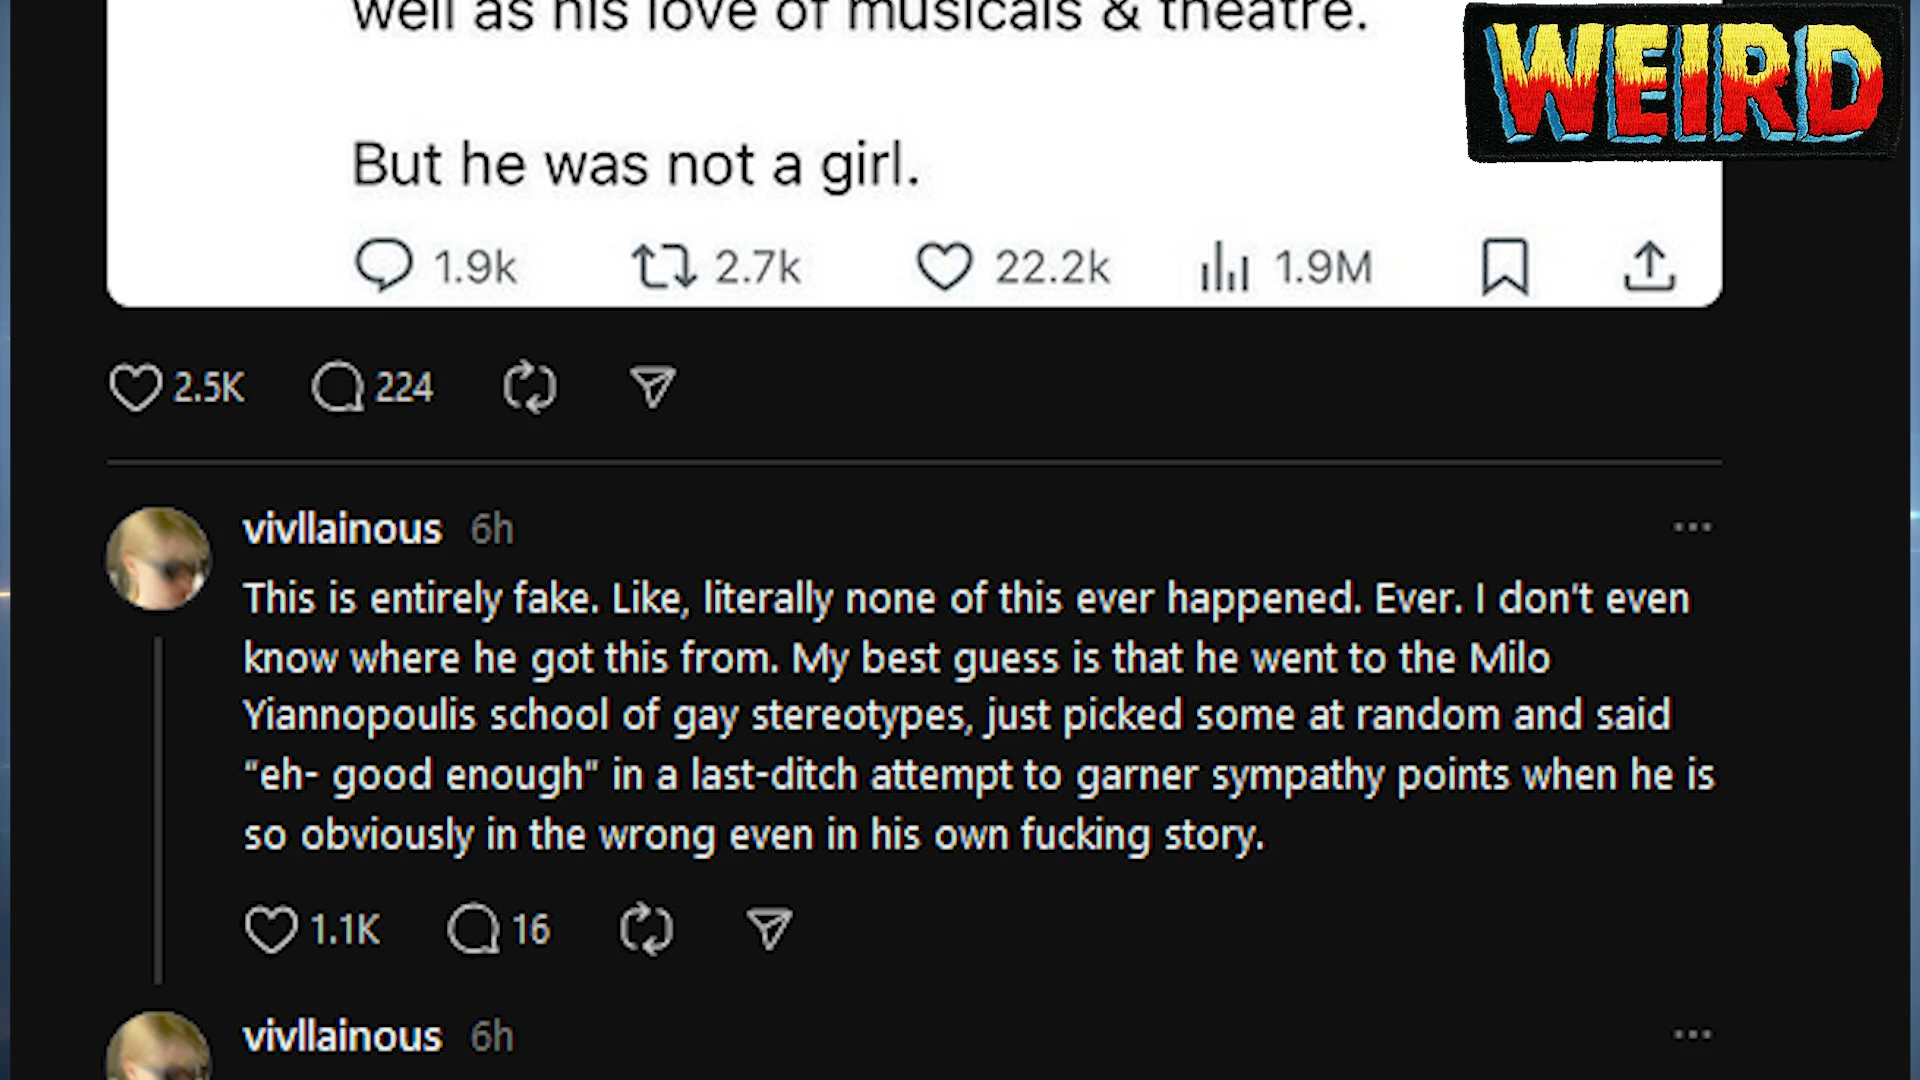 well as his love of musicals & theatre.
WEIRD
But he was not a girl.
1.9k 2.7k 22.2k 1.9M
2.5K 224
vivllainous 6h
This is entirely fake. Like, literally none of this ever happened. Ever. I don't even
know where he got this from. My best guess is that he went to the Milo
Yiannopoulis school of gay stereotypes, just picked some at random and said
"eh- good enough" in a last-ditch attempt to garner sympathy points when he is
so obviously in the wrong even in his own fucking story.
1.1K 16
vivllainous 6h